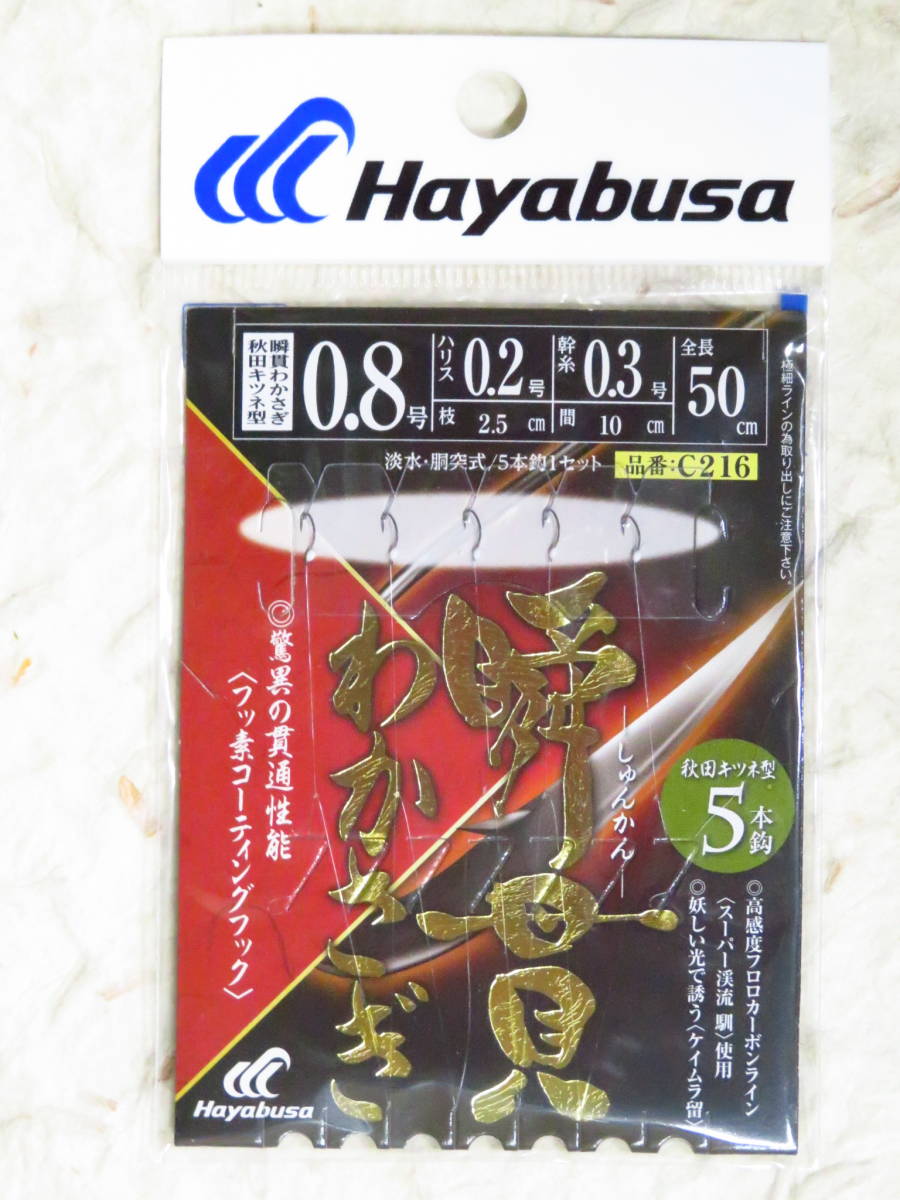 Hayabusa
瞬貫わかさぎ
秋田キツネ型
0.8号
ハリス 0.2号
枝 2.5cm
幹糸 0.3号
間 10cm
全長 50cm
淡水・胴突式/5本鈎1セット
品番:C216
極細ラインの為取り出しにご注意下さい。
瞬貫
―しゅんかん―
わかさぎ
◎驚異の貫通性能
〈フッ素コーティングフック〉
秋田キツネ型
5本鈎
◎高感度フロロカーボンライン
〈スーパー渓流 馴〉使用
◎妖しい光で誘う〈ケイムラ留〉
Hayabusa